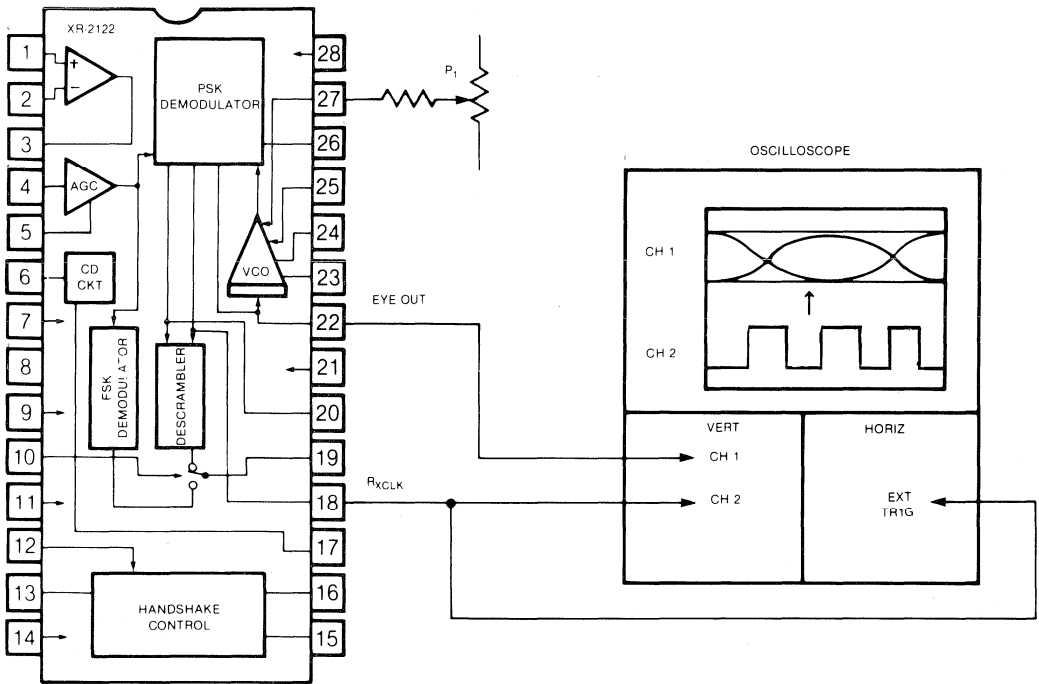 XR-2122
1
2
3
4
5
6
7
8
9
10
11
12
13
14
28
27
26
25
24
23
22
21
20
19
18
17
16
15
+
−
PSK
DEMODULATOR
AGC
CD
CKT
VCO
FSK
DEMODULATOR
DESCRAMBLER
HANDSHAKE
CONTROL
P1
EYE OUT
RXCLK
OSCILLOSCOPE
CH 1
CH 2
VERT
CH 1
CH 2
HORIZ
EXT
TR1G